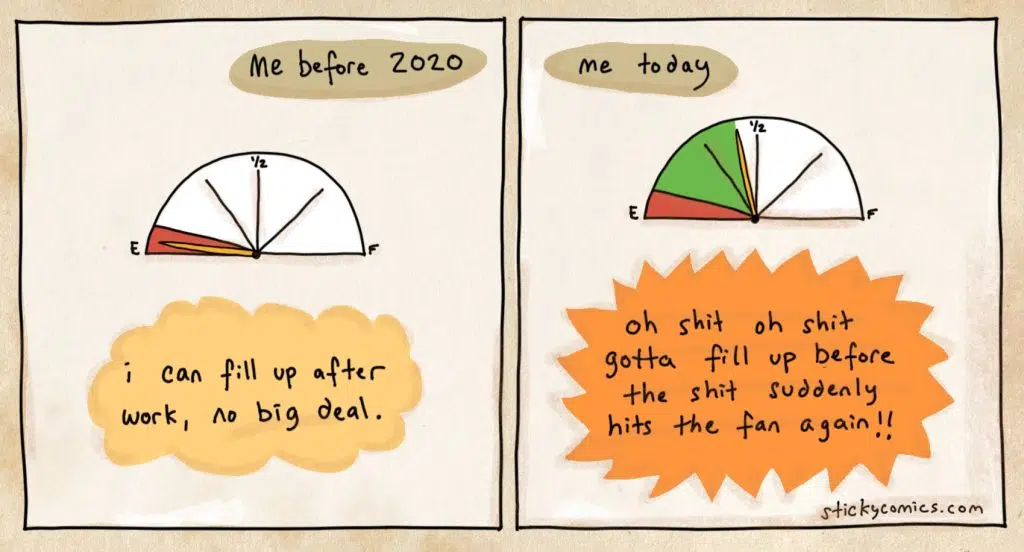 Me before 2020
1/2
E
F
i can fill up after
work, no big deal.
me today
1/2
E
F
oh shit oh shit
gotta fill up before
the shit suddenly
hits the fan again!!
stickycomics.com